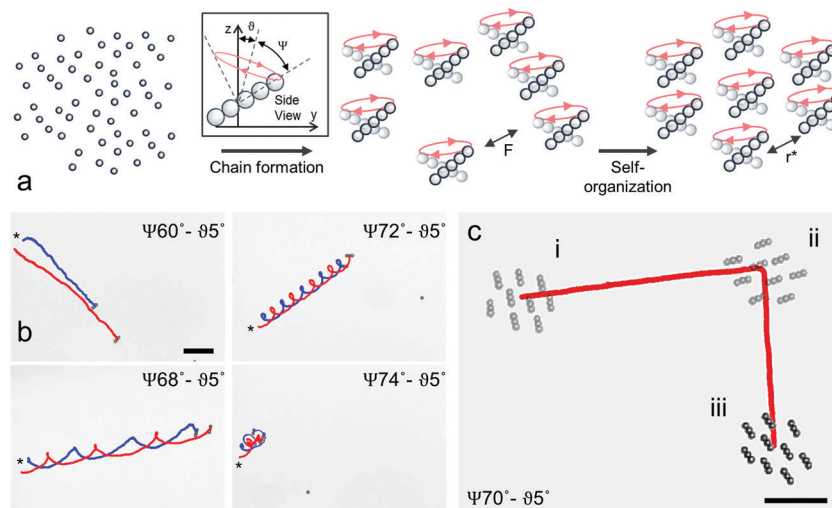 z
ϑ
Ψ
Side
View
y
Chain formation
F
Self-
organization
r*
a
b
*
Ψ60˚- ϑ5˚
*
Ψ72˚- ϑ5˚
*
Ψ68˚- ϑ5˚
*
Ψ74˚- ϑ5˚
c
i
ii
iii
Ψ70˚- ϑ5˚